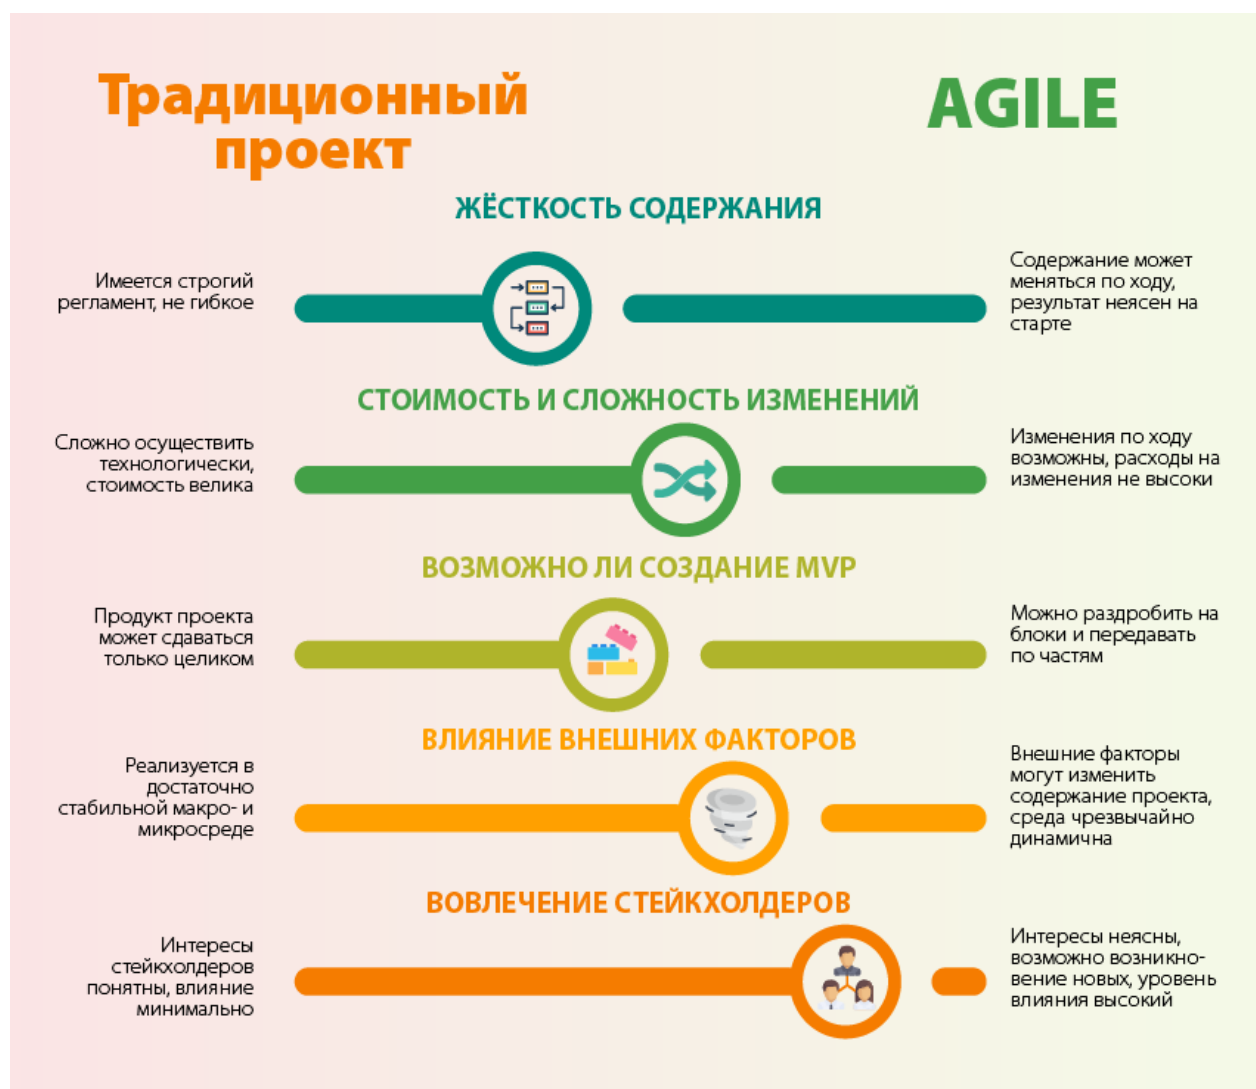 Традиционный
проект
AGILE
ЖЁСТКОСТЬ СОДЕРЖАНИЯ
Имеется строгий
регламент, не гибкое
Содержание может
меняться по ходу,
результат неясен на
старте
СТОИМОСТЬ И СЛОЖНОСТЬ ИЗМЕНЕНИЙ
Сложно осуществить
технологически,
стоимость велика
Изменения по ходу
возможны, расходы на
изменения не высоки
ВОЗМОЖНО ЛИ СОЗДАНИЕ MVP
Продукт проекта
может сдаваться
только целиком
Можно раздробить на
блоки и передавать
по частям
ВЛИЯНИЕ ВНЕШНИХ ФАКТОРОВ
Реализуется в
достаточно
стабильной макро- и
микросреде
Внешние факторы
могут изменить
содержание проекта,
среда чрезвычайно
динамична
ВОВЛЕЧЕНИЕ СТЕЙКХОЛДЕРОВ
Интересы
стейкхолдеров
понятны, влияние
минимально
Интересы неясны,
возможно возникно-
вение новых, уровень
влияния высокий